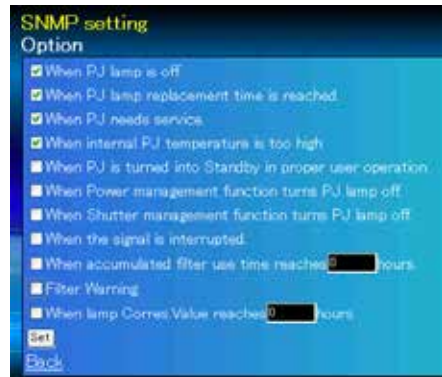 SNMP setting
Option
When PJ lamp is off
When PJ lamp replacement time is reached.
When PJ needs service.
When internal PJ temperature is too high
When PJ is turned into Standby in proper user operation
When Power management function turns PJ lamp off.
When Shutter management function turns PJ lamp off.
When the signal is interrupted.
When accumulated filter use time reaches 0 hours.
Filter Warning
When lamp Corres.Value reaches 0 hours
Set
Back